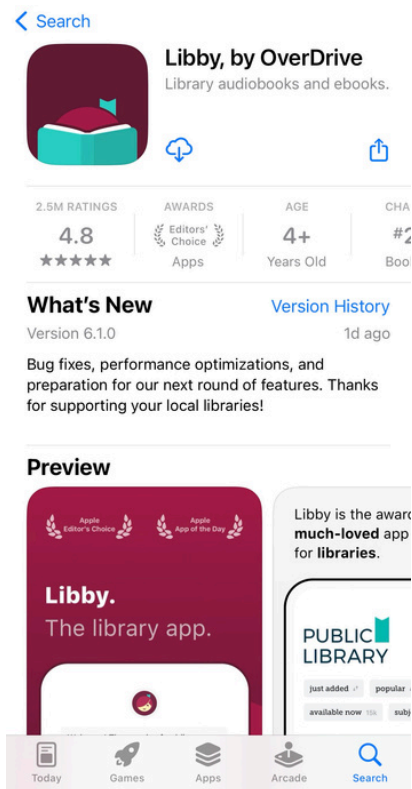 Search
Libby, by OverDrive
Library audiobooks and ebooks.
2.5M RATINGS
4.8
AWARDS
Editors'
Choice
Apps
AGE
4+
Years Old
What's New
Version History
Version 6.1.0
1d ago
Bug fixes, performance optimizations, and
preparation for our next round of features. Thanks
for supporting your local libraries!
Preview
Apple
Editor's Choice
Apple
App of the Day
Libby.
The library app.
Libby is the
much-loved app
for libraries.
PUBLIC
LIBRARY
just added
popular
available now 15k
Today
Games
Apps
Arcade
Search